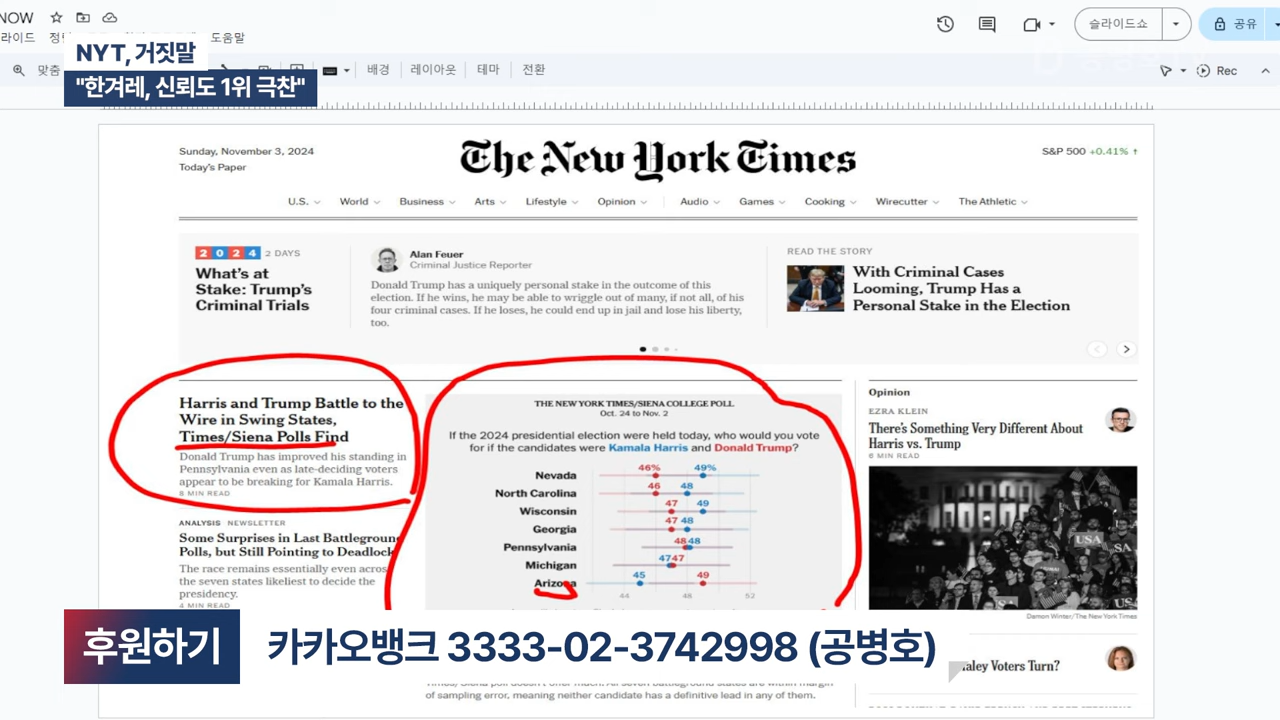 NOW
라이드
도움말
슬라이드쇼
공유
NYT, 거짓말
맞춤
배경
레이아웃
테마
전환
Rec
"한겨레, 신뢰도 1위 극찬"
Sunday, November 3, 2024
Today's Paper
The New York Times
S&P 500 +0.41% ↑
U.S. World Business Arts Lifestyle Opinion Audio Games Cooking Wirecutter The Athletic
2024 2 DAYS
What's at
Stake: Trump's
Criminal Trials
Alan Feuer
Criminal Justice Reporter
Donald Trump has a uniquely personal stake in the outcome of this
election. If he wins, he may be able to wriggle out of many, if not all, of his
four criminal cases. If he loses, he could end up in jail and lose his liberty,
too.
READ THE STORY
With Criminal Cases
Looming, Trump Has a
Personal Stake in the Election
Harris and Trump Battle to the
Wire in Swing States,
Times/Siena Polls Find
Donald Trump has improved his standing in
Pennsylvania even as late-deciding voters
appear to be breaking for Kamala Harris.
8 MIN READ
ANALYSIS NEWSLETTER
Some Surprises in Last Battleground
Polls, but Still Pointing to Deadlock
The race remains essentially even across
the seven states likeliest to decide the
presidency.
4 MIN READ
THE NEW YORK TIMES/SIENA COLLEGE POLL
Oct. 24 to Nov. 2
If the 2024 presidential election were held today, who would you vote
for if the candidates were Kamala Harris and Donald Trump?
Nevada 46% 49%
North Carolina 46 48
Wisconsin 47 49
Georgia 47 48
Pennsylvania 48 48
Michigan 47 47
Arizona 45 49
44 48 52
Opinion
EZRA KLEIN
There's Something Very Different About
Harris vs. Trump
6 MIN READ
USA
USA
Damon Winter/The New York Times
Haley Voters Turn?
후원하기
카카오뱅크 3333-02-3742998 (공병호)
of sampling error, meaning neither candidate has a definitive lead in any of them.